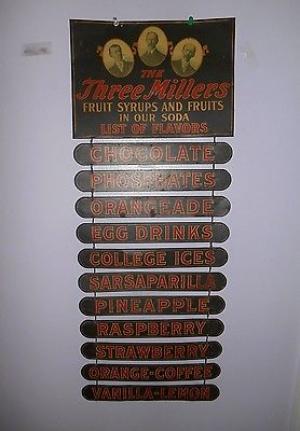 THE
Three Millers
FRUIT SYRUPS AND FRUITS
IN OUR SODA
LIST OF FLAVORS
CHOCOLATE
PHOSPHATES
ORANGEADE
EGG DRINKS
COLLEGE ICES
SARSAPARILLA
PINEAPPLE
RASPBERRY
STRAWBERRY
ORANGE-COFFEE
VANILLA-LEMON